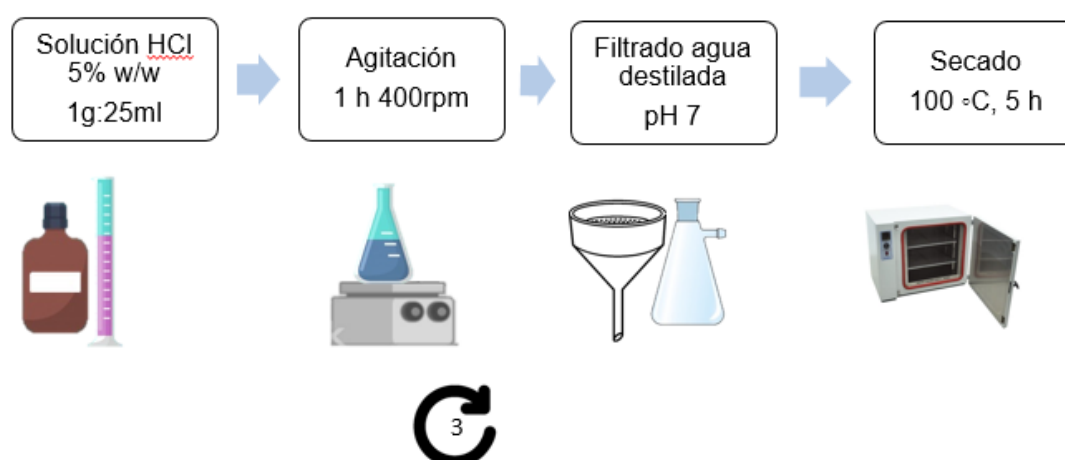 Solución HCl
5% w/w
1g:25ml
Agitación
1 h 400rpm
Filtrado agua
destilada
pH 7
Secado
100 ◦C, 5 h
3